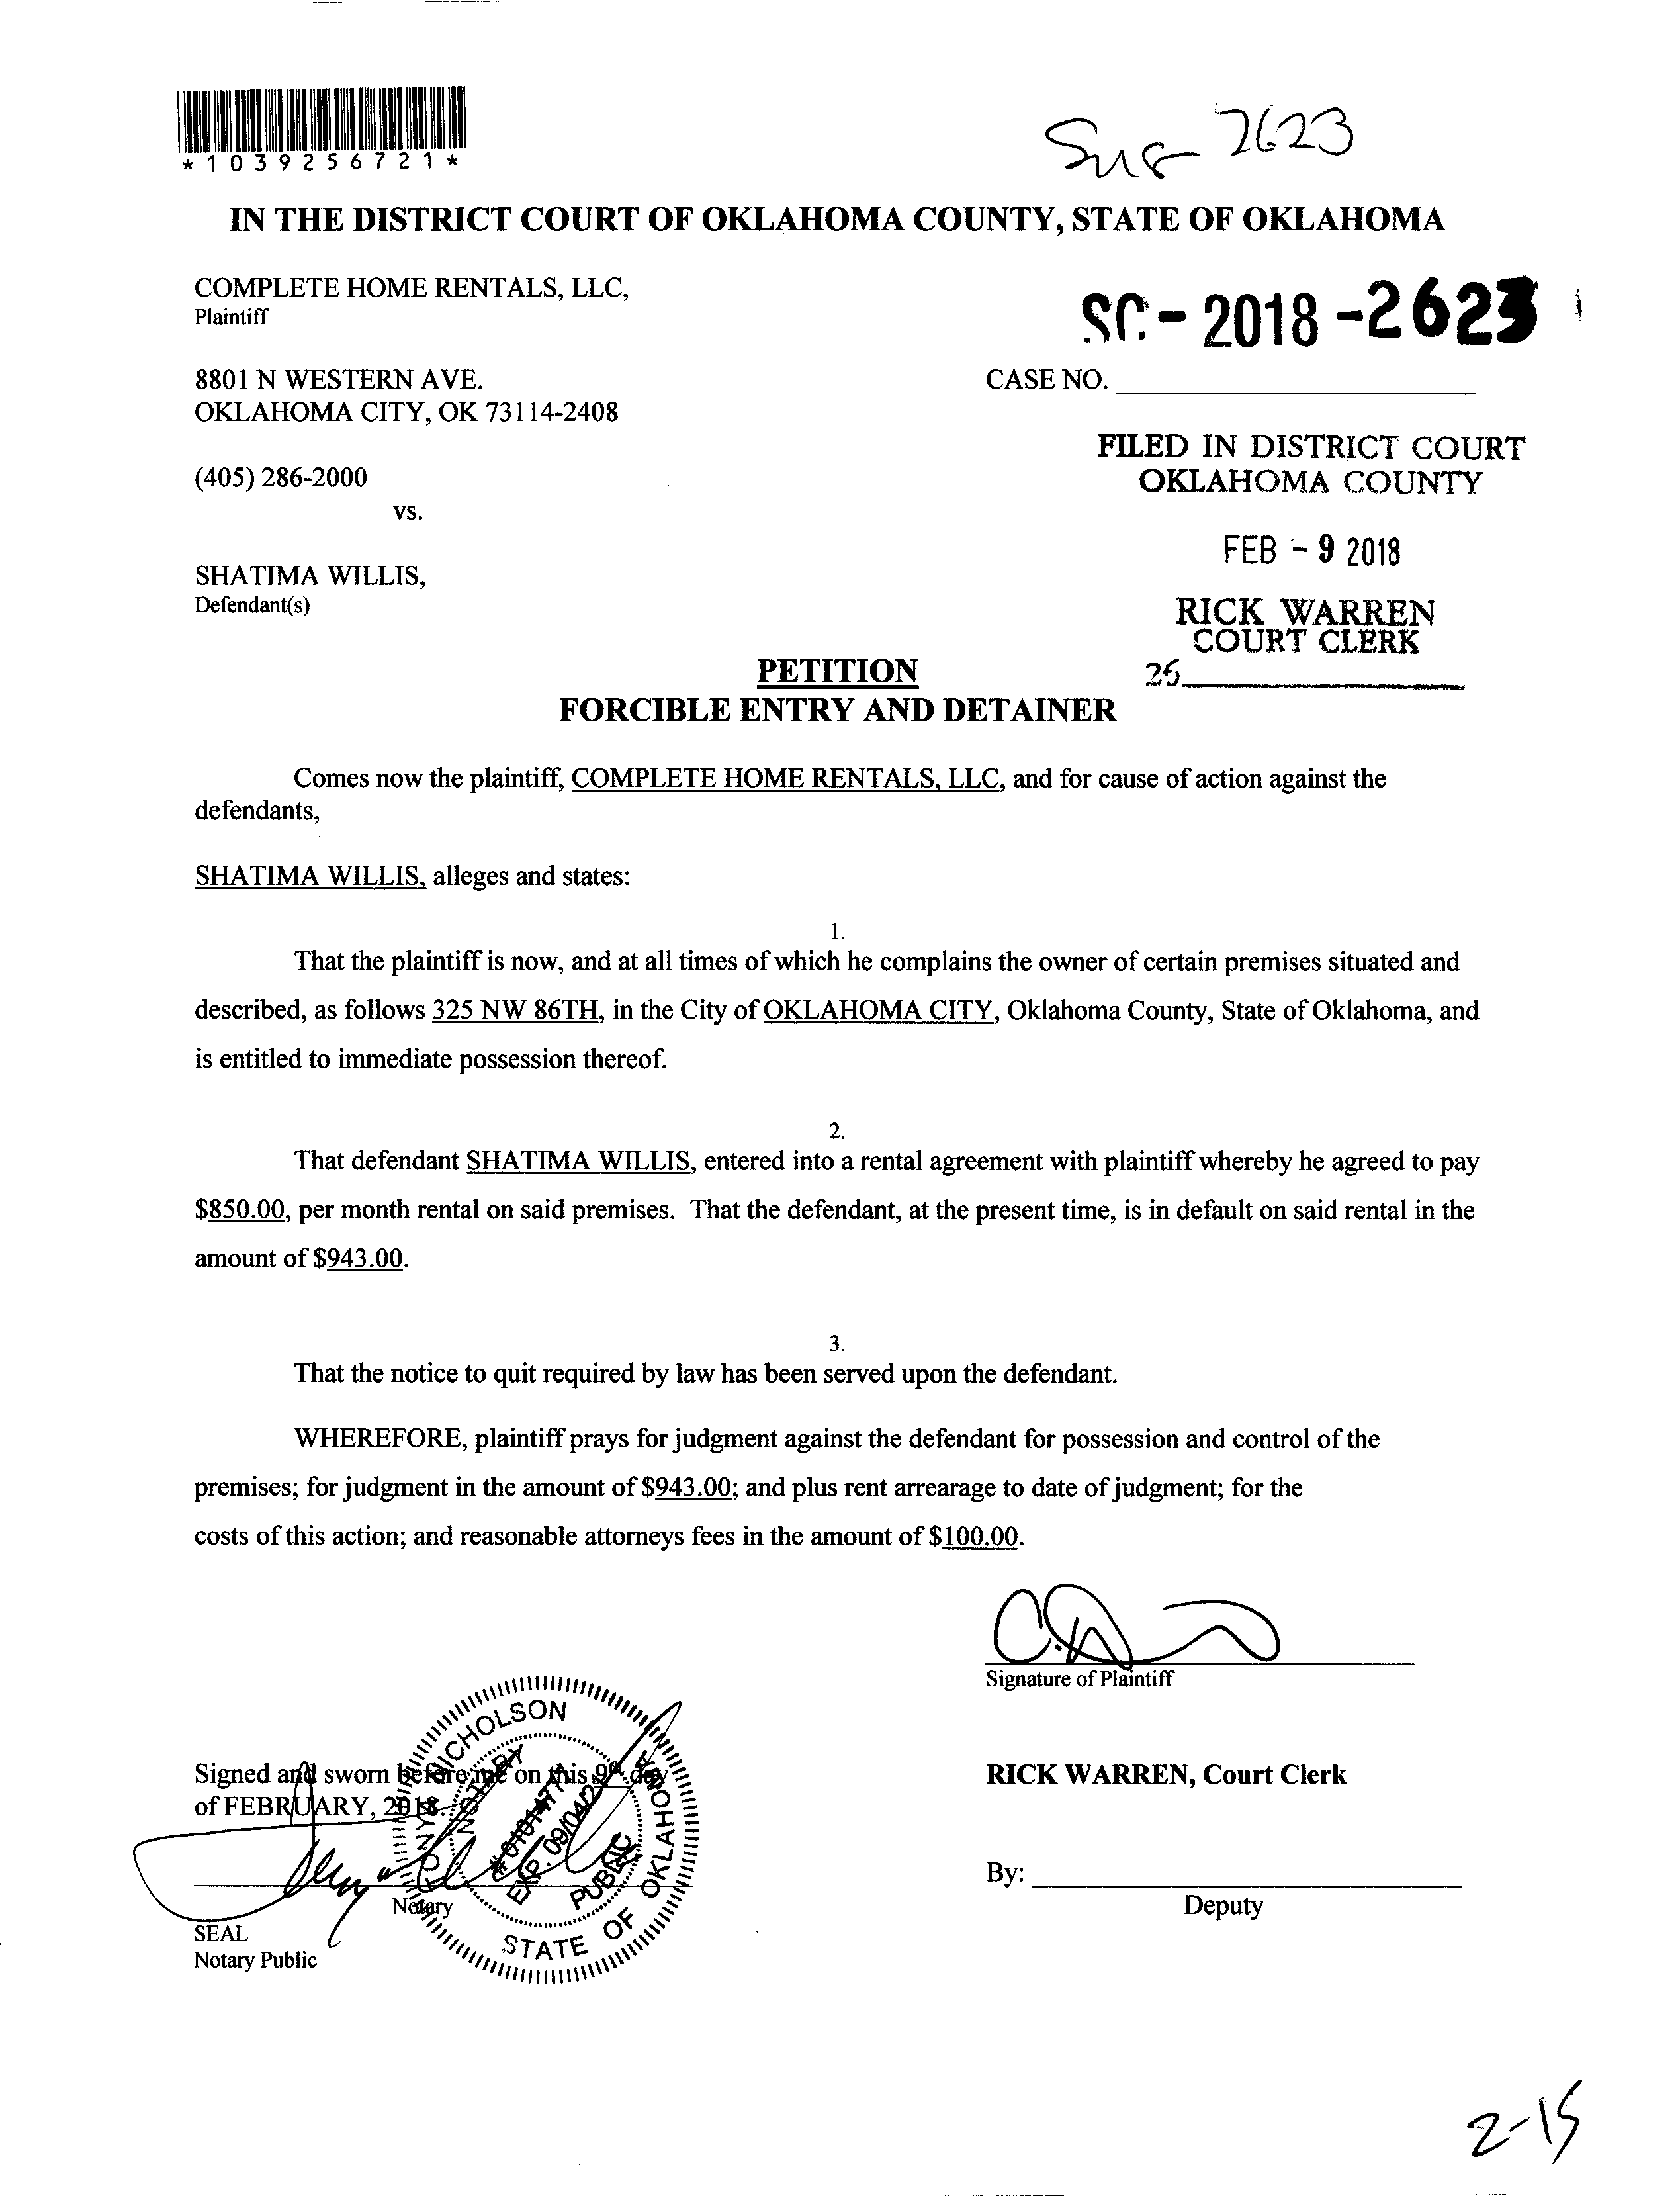 *1039256721*
2623
IN THE DISTRICT COURT OF OKLAHOMA COUNTY, STATE OF OKLAHOMA
COMPLETE HOME RENTALS, LLC,
Plaintiff
SC - 2018 - 2623
8801 N WESTERN AVE.
OKLAHOMA CITY, OK 73114-2408
CASE NO.
FILED IN DISTRICT COURT
OKLAHOMA COUNTY
(405) 286-2000
vs.
FEB - 9 2018
SHATIMA WILLIS,
Defendant(s)
RICK WARREN
COURT CLERK
26
PETITION
FORCIBLE ENTRY AND DETAINER
Comes now the plaintiff, COMPLETE HOME RENTALS, LLC, and for cause of action against the
defendants,
SHATIMA WILLIS, alleges and states:
1.
That the plaintiff is now, and at all times of which he complains the owner of certain premises situated and
described, as follows 325 NW 86TH, in the City of OKLAHOMA CITY, Oklahoma County, State of Oklahoma, and
is entitled to immediate possession thereof.
2.
That defendant SHATIMA WILLIS, entered into a rental agreement with plaintiff whereby he agreed to pay
$850.00, per month rental on said premises. That the defendant, at the present time, is in default on said rental in the
amount of $943.00.
3.
That the notice to quit required by law has been served upon the defendant.
WHEREFORE, plaintiff prays for judgment against the defendant for possession and control of the
premises; for judgment in the amount of $943.00; and plus rent arrearage to date of judgment; for the
costs of this action; and reasonable attorneys fees in the amount of $100.00.
Signature of Plaintiff
Signed and sworn before me on this 9th day
of FEBRUARY, 2018.
RICK WARREN, Court Clerk
NICHOLSON
NOTARY
PUBLIC
STATE OF OKLAHOMA
Notary
SEAL
Notary Public
By:
Deputy
2-15